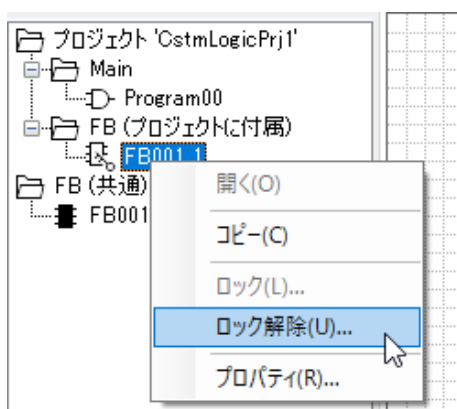 プロジェクト 'CstmLogicPrj1'
Main
Program00
FB (プロジェクトに付属)
FB001_1
FB (共通)
FB001
開く(O)
コピー(C)
ロック(L)...
ロック解除(U)...
プロパティ(R)...